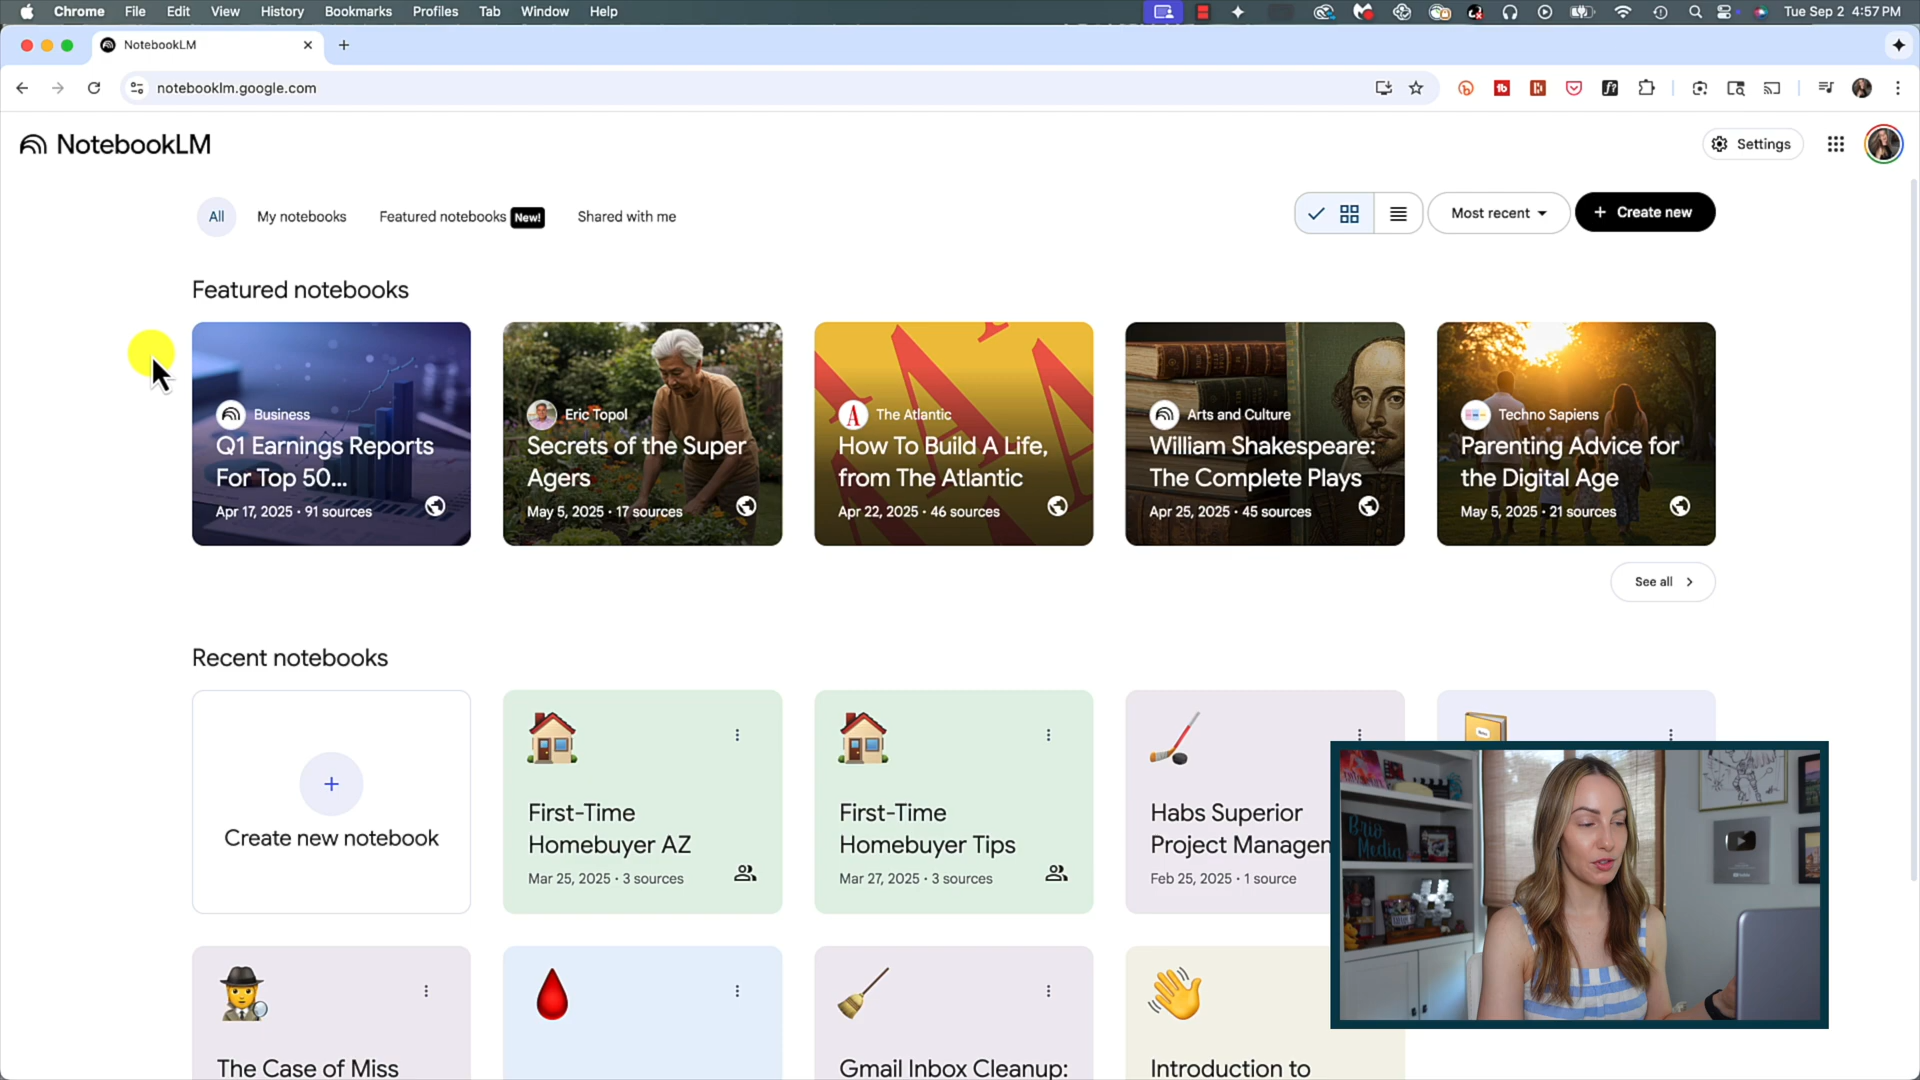 Chrome File Edit View History Bookmarks Profiles Tab Window Help Tue Sep 2 4:57 PM
NotebookLM
notebooklm.google.com
NotebookLM Settings
All My notebooks Featured notebooks New! Shared with me Most recent + Create new
Featured notebooks
Business
Q1 Earnings Reports
For Top 50...
Apr 17, 2025 · 91 sources
Eric Topol
Secrets of the Super
Agers
May 5, 2025 · 17 sources
The Atlantic
How To Build A Life,
from The Atlantic
Apr 22, 2025 · 46 sources
Arts and Culture
William Shakespeare:
The Complete Plays
Apr 25, 2025 · 45 sources
Techno Sapiens
Parenting Advice for
the Digital Age
May 5, 2025 · 21 sources
See all
Recent notebooks
Create new notebook
First-Time
Homebuyer AZ
Mar 25, 2025 · 3 sources
First-Time
Homebuyer Tips
Mar 27, 2025 · 3 sources
Habs Superior
Project Managen
Feb 25, 2025 · 1 source
Brio
Media
The Case of Miss
Gmail Inbox Cleanup:
Introduction to